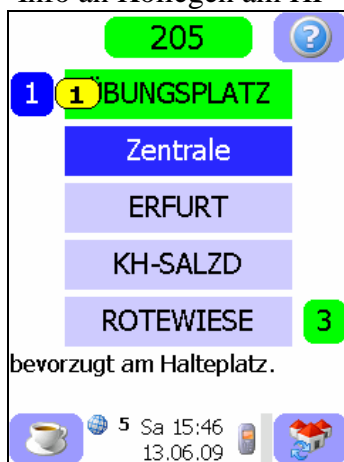 Info an Kollegen am HP
205 ?
1 1 ÜBUNGSPLATZ
Zentrale
ERFURT
KH-SALZD
ROTEWIESE 3
bevorzugt am Halteplatz.
5 Sa 15:46
13.06.09